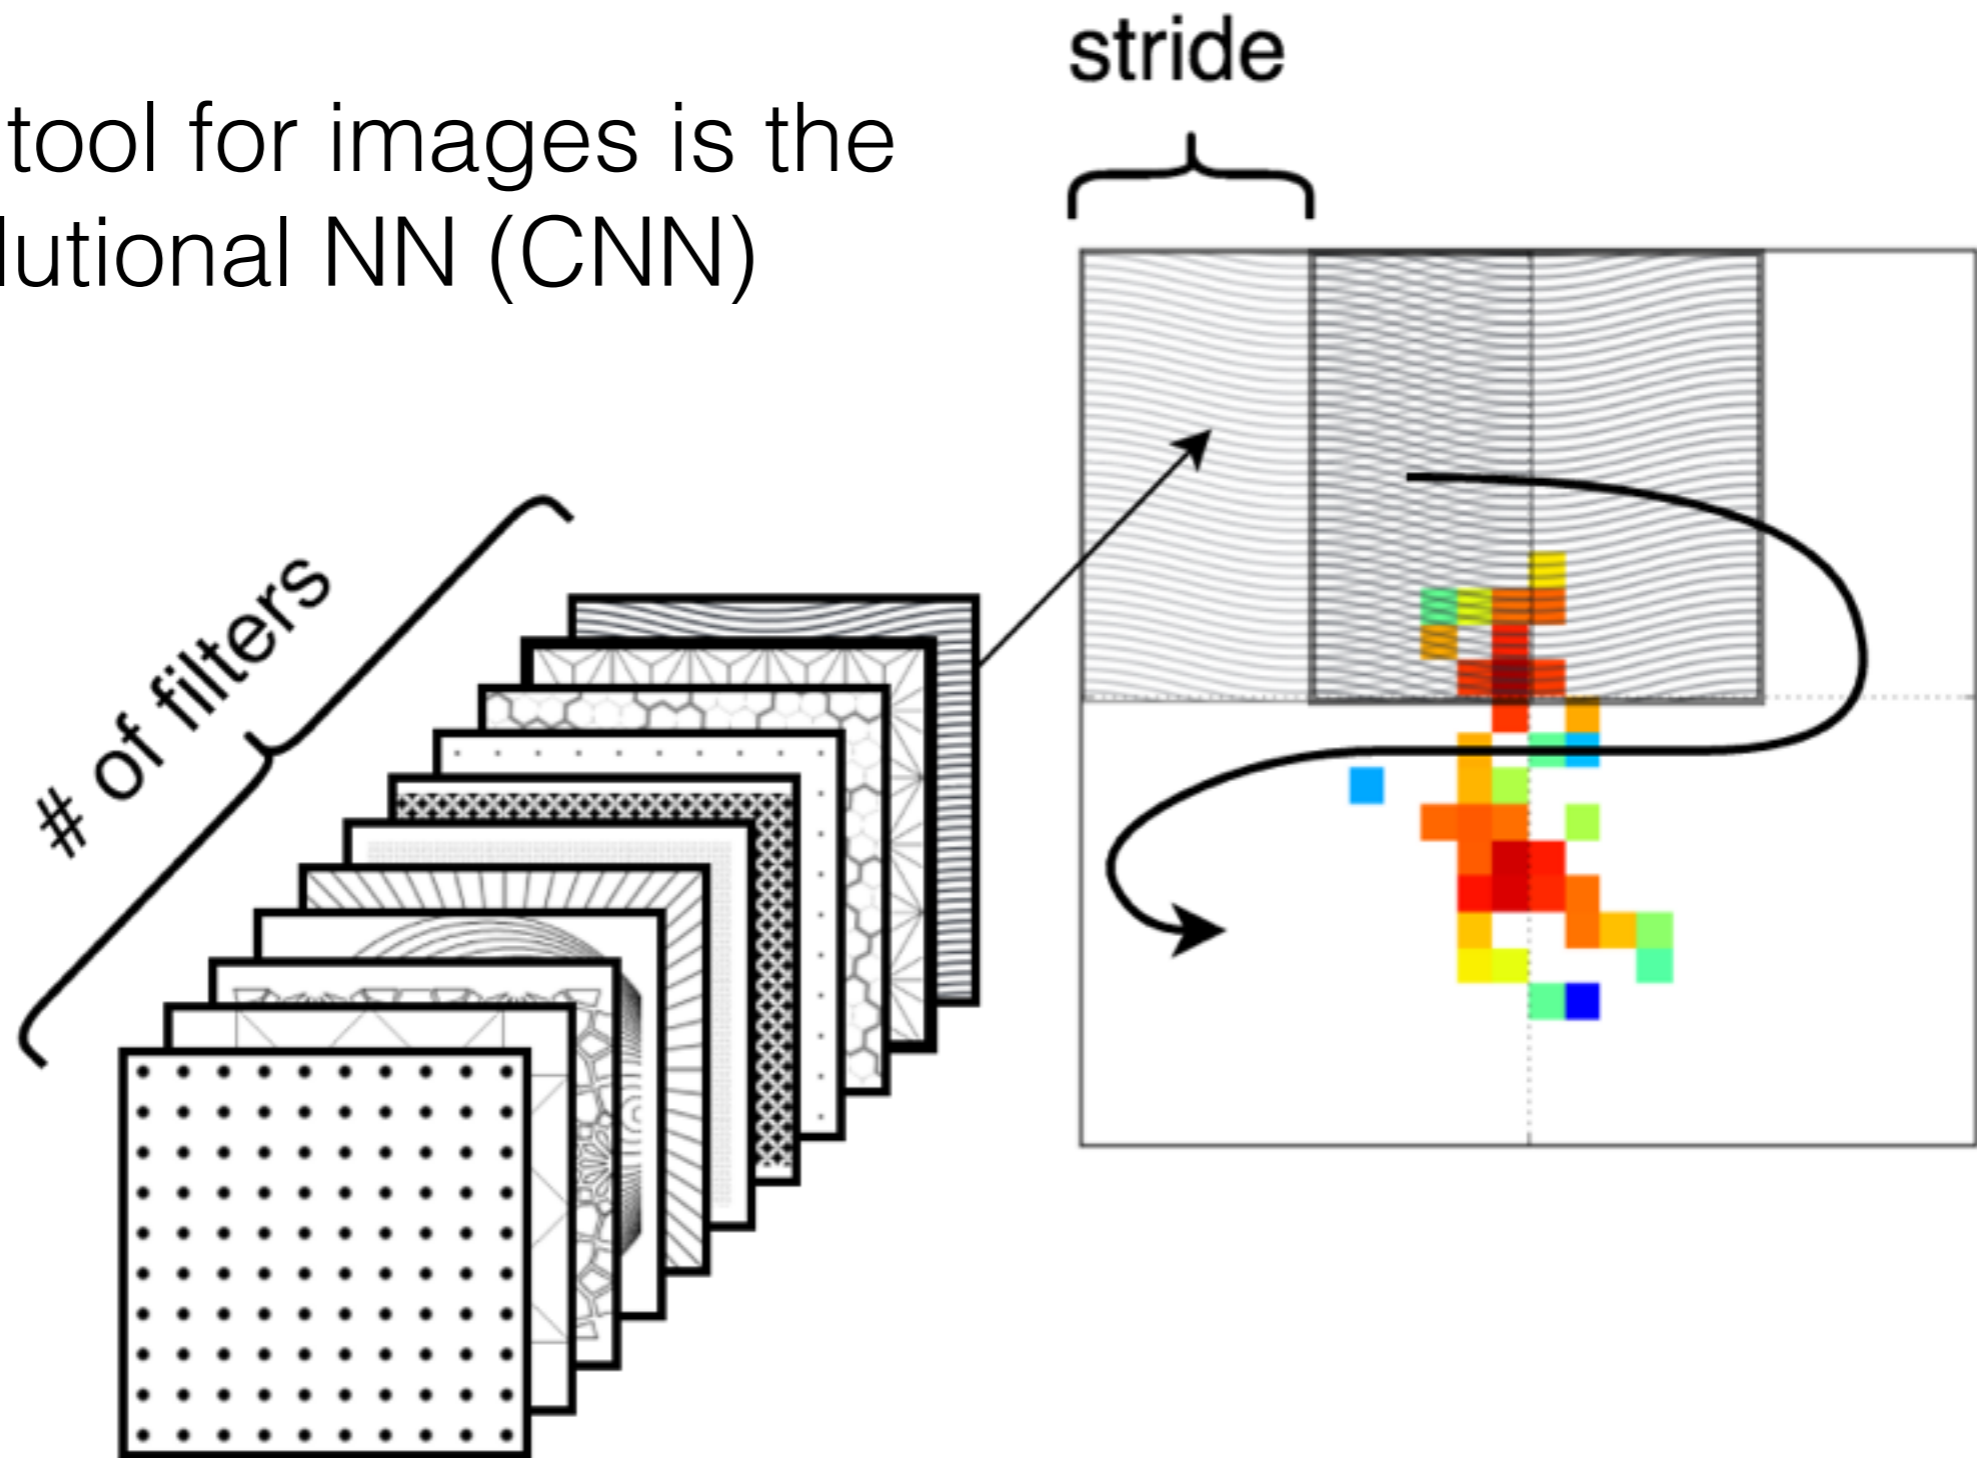 stride
tool for images is the
lutional NN (CNN)
# of filters